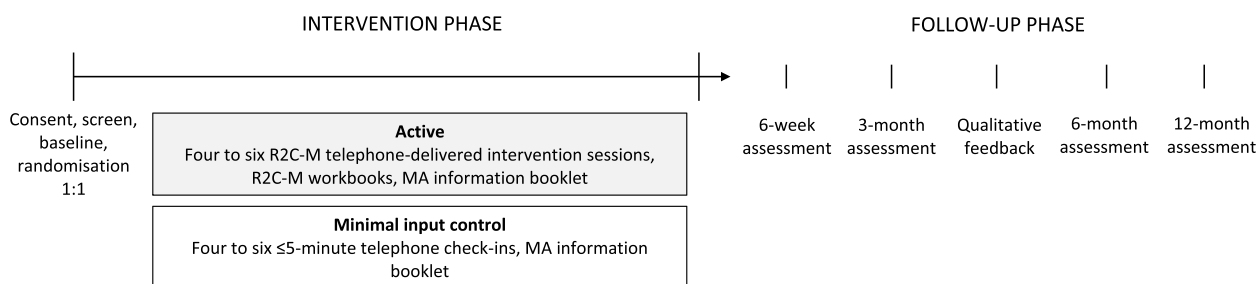 INTERVENTION PHASE
FOLLOW-UP PHASE
Consent, screen,
baseline,
randomisation
1:1
Active
Four to six R2C-M telephone-delivered intervention sessions,
R2C-M workbooks, MA information booklet
Minimal input control
Four to six ≤5-minute telephone check-ins, MA information
booklet
6-week
assessment
3-month
assessment
Qualitative
feedback
6-month
assessment
12-month
assessment